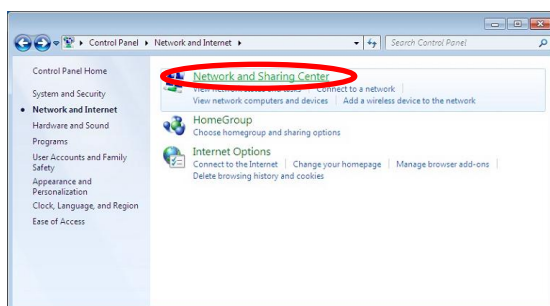 Control Panel ▸ Network and Internet ▸
Search Control Panel
Control Panel Home
System and Security
Network and Internet
Hardware and Sound
Programs
User Accounts and Family
Safety
Appearance and
Personalization
Clock, Language, and Region
Ease of Access
Network and Sharing Center
View network Connect to a network
View network computers and devices Add a wireless device to the network
HomeGroup
Choose homegroup and sharing options
Internet Options
Connect to the Internet Change your homepage Manage browser add-ons
Delete browsing history and cookies